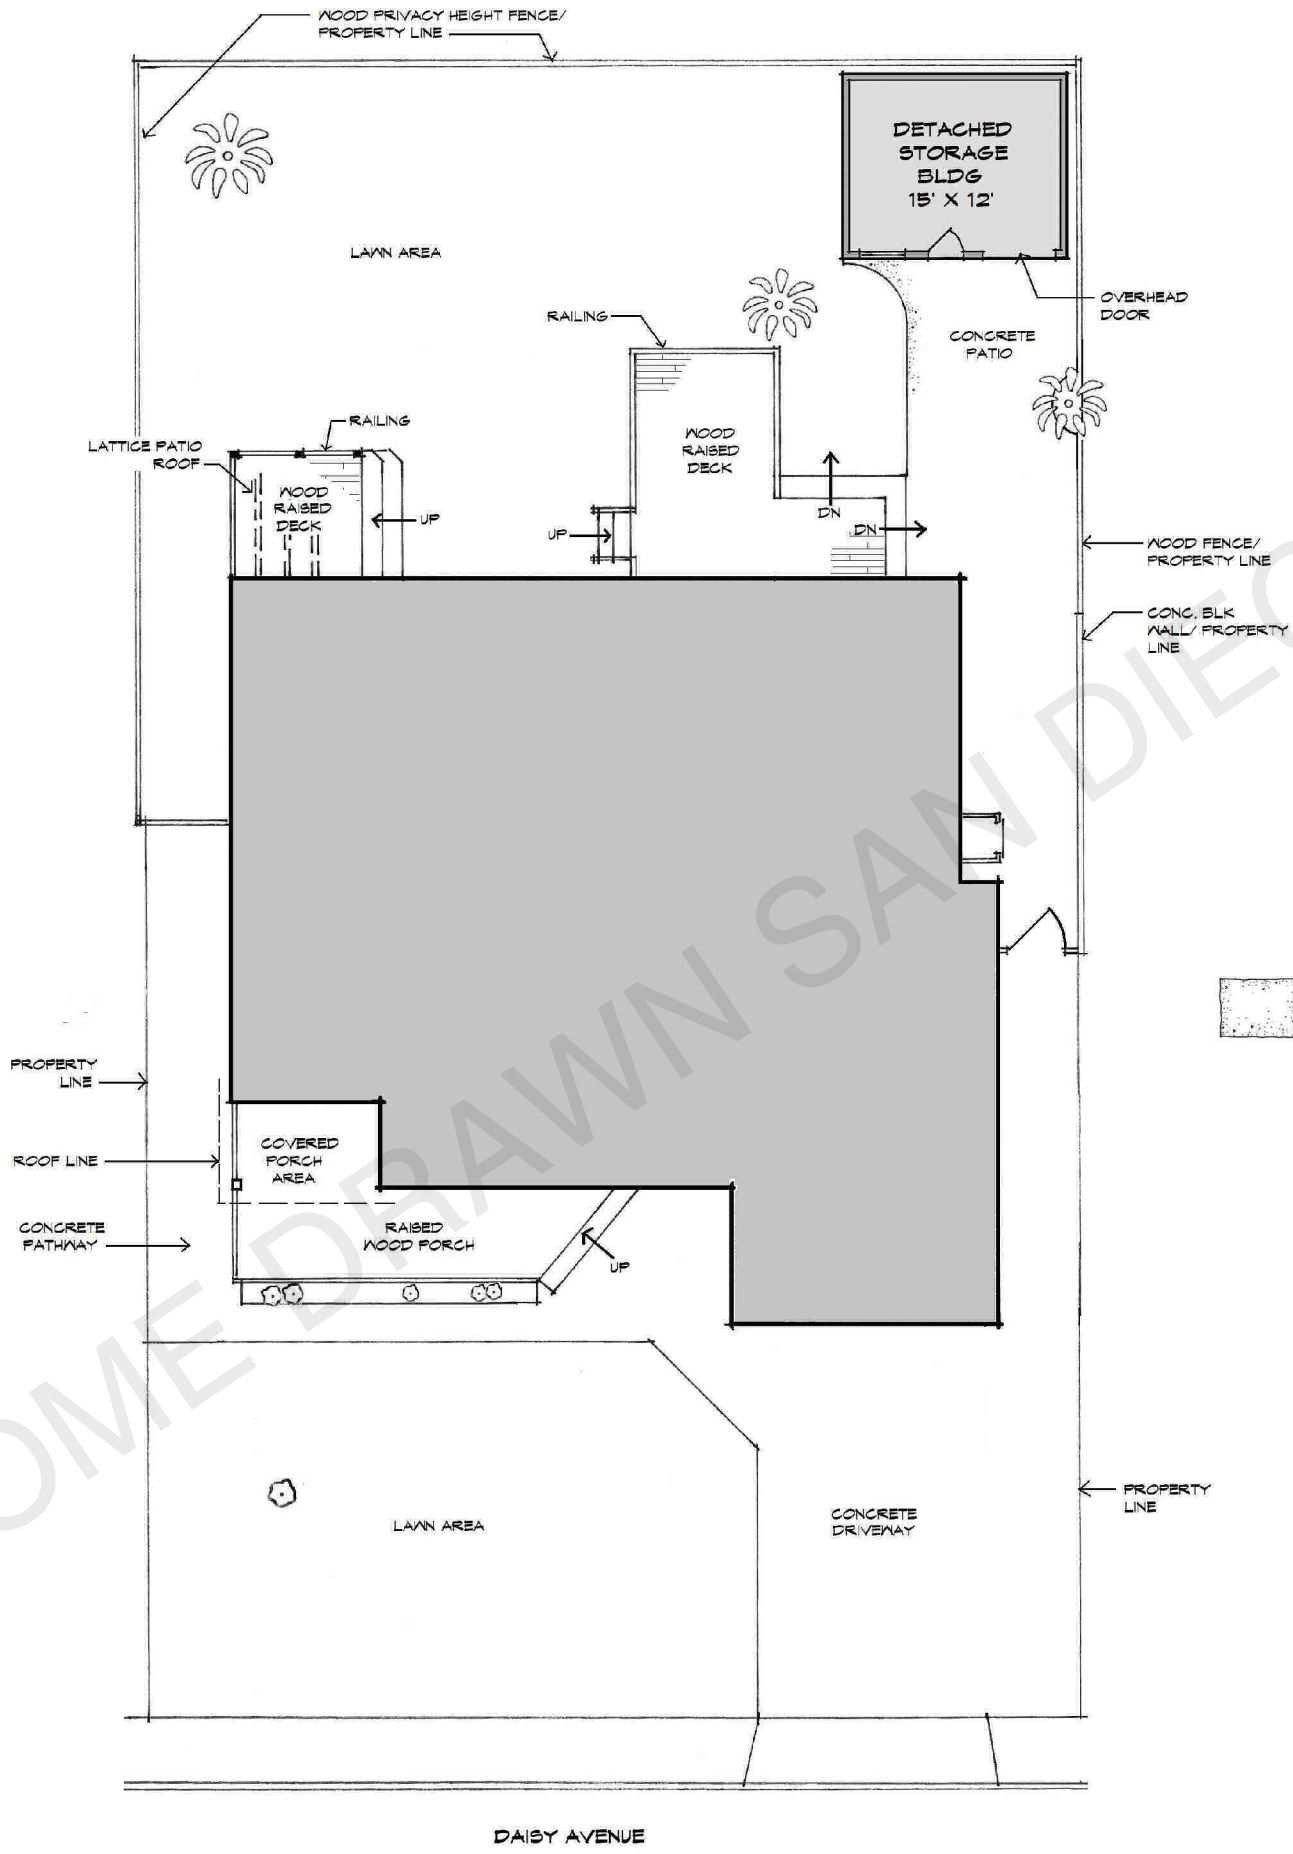 WOOD PRIVACY HEIGHT FENCE/
PROPERTY LINE
DETACHED
STORAGE
BLDG
15' X 12'
LAWN AREA
OVERHEAD
DOOR
RAILING
CONCRETE
PATIO
RAILING
LATTICE PATIO
ROOF
WOOD
RAISED
DECK
WOOD
RAISED
DECK
UP
UP
DN
DN
WOOD FENCE/
PROPERTY LINE
CONC. BLK
WALL/ PROPERTY
LINE
PROPERTY
LINE
COVERED
PORCH
AREA
ROOF LINE
CONCRETE
PATHWAY
RAISED
WOOD PORCH
UP
PROPERTY
LINE
LAWN AREA
CONCRETE
DRIVEWAY
DAISY AVENUE
OME DRAWN SAN DIEG